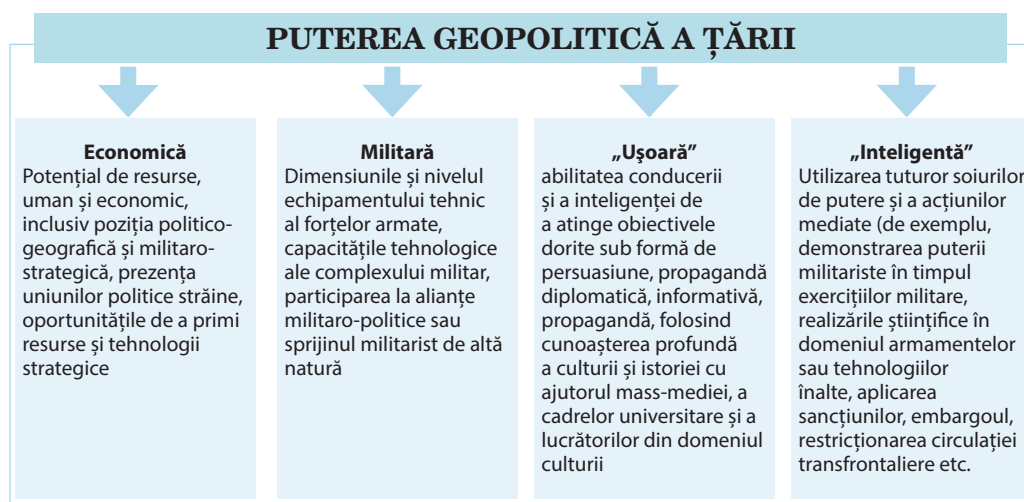 PUTEREA GEOPOLITICĂ A ȚĂRII
Economică
Potențial de resurse,
uman și economic,
inclusiv poziția politico-
geografică și militaro-
strategică, prezența
uniunilor politice străine,
oportunitățile de a primi
resurse și tehnologii
strategice
Militară
Dimensiunile și nivelul
echipamentului tehnic
al forțelor armate,
capacitățile tehnologice
ale complexului militar,
participarea la alianțe
militaro-politice sau
sprijinul militarist de altă
natură
„Ușoară”
abilitatea conducerii
și a inteligenței de
a atinge obiectivele
dorite sub formă de
persuasiune, propagandă
diplomatică, informativă,
propagandă, folosind
cunoașterea profundă
a culturii și istoriei cu
ajutorul mass-mediei, a
cadrelor universitare și a
lucrătorilor din domeniul
culturii
„Inteligentă”
Utilizarea tuturor soiurilor
de putere și a acțiunilor
mediate (de exemplu,
demonstrarea puterii
militariste în timpul
exercițiilor militare,
realizările științifice în
domeniul armamentelor
sau tehnologiilor
înalte, aplicarea
sancțiunilor, embargoul,
restricționarea circulației
transfrontaliere etc.